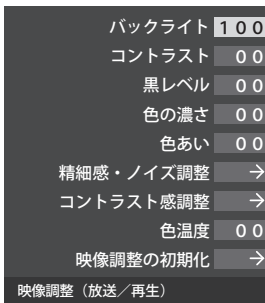 バックライト 100
コントラスト 00
黒レベル 00
色の濃さ 00
色あい 00
精細感・ノイズ調整 →
コントラスト感調整 →
色温度 00
映像調整の初期化 →
映像調整（放送／再生）